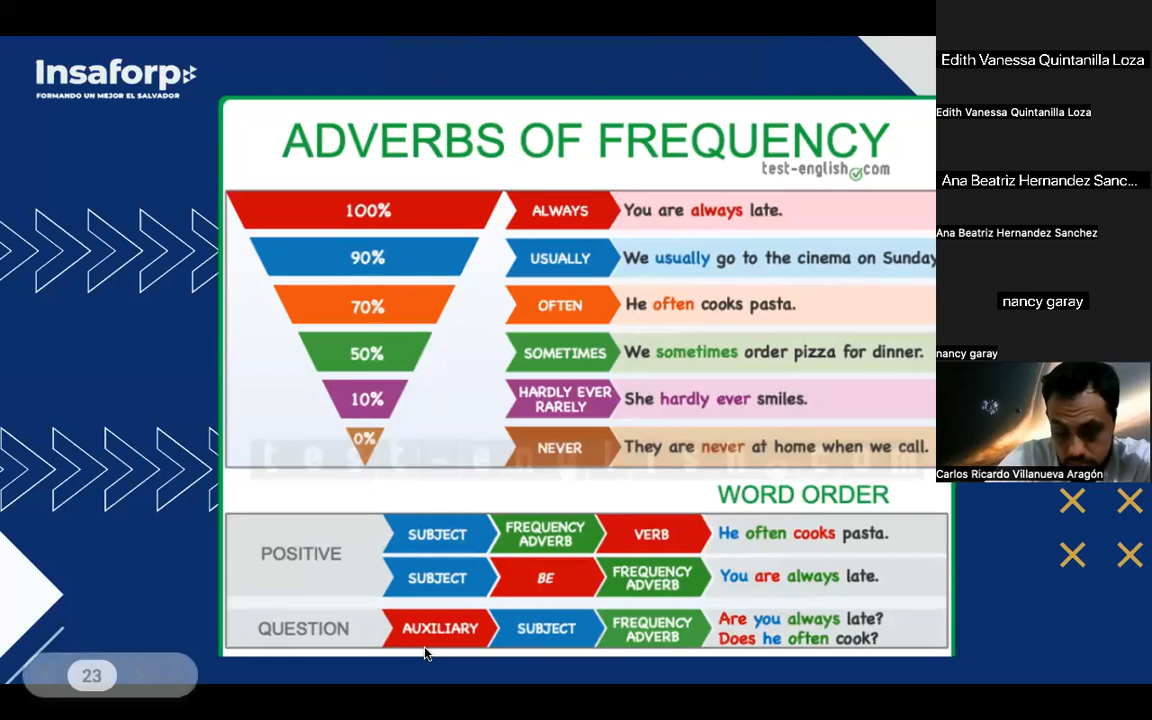 Insaforp
FORMANDO UN MEJOR EL SALVADOR
ADVERBS OF FREQUENCY
test-english.com
100% ALWAYS You are always late.
90% USUALLY We usually go to the cinema on Sunday
70% OFTEN He often cooks pasta.
50% SOMETIMES We sometimes order pizza for dinner.
10% HARDLY EVER RARELY She hardly ever smiles.
0% NEVER They are never at home when we call.
test-english.com
WORD ORDER
POSITIVE
SUBJECT FREQUENCY ADVERB VERB He often cooks pasta.
SUBJECT BE FREQUENCY ADVERB You are always late.
QUESTION AUXILIARY SUBJECT FREQUENCY ADVERB Are you always late?
Does he often cook?
23
Edith Vanessa Quintanilla Loza
Edith Vanessa Quintanilla Loza
Ana Beatriz Hernandez Sanc...
Ana Beatriz Hernandez Sanchez
nancy garay
nancy garay
Carlos Ricardo Villanueva Aragón